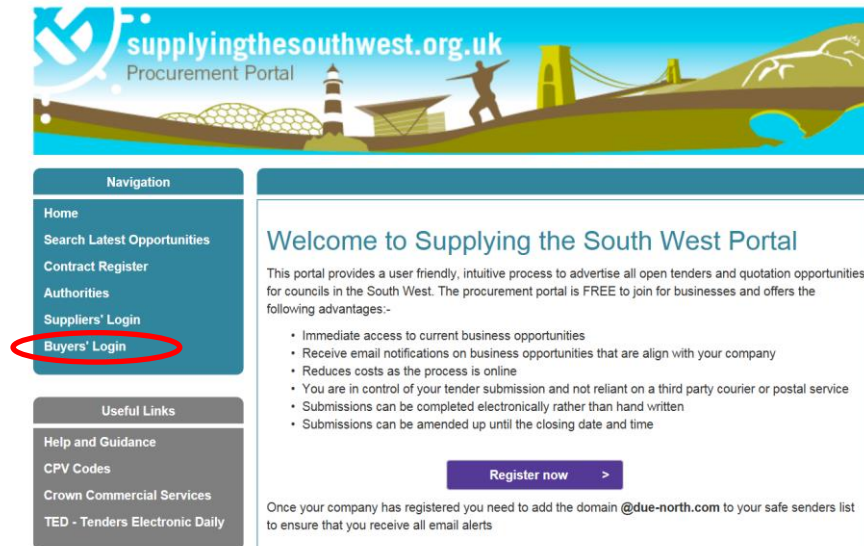 supplyingthesouthwest.org.uk
Procurement Portal
Navigation
Home
Search Latest Opportunities
Contract Register
Authorities
Suppliers' Login
Buyers' Login
Useful Links
Help and Guidance
CPV Codes
Crown Commercial Services
TED - Tenders Electronic Daily
Welcome to Supplying the South West Portal
This portal provides a user friendly, intuitive process to advertise all open tenders and quotation opportunities
for councils in the South West. The procurement portal is FREE to join for businesses and offers the
following advantages:-
• Immediate access to current business opportunities
• Receive email notifications on business opportunities that are align with your company
• Reduces costs as the process is online
• You are in control of your tender submission and not reliant on a third party courier or postal service
• Submissions can be completed electronically rather than hand written
• Submissions can be amended up until the closing date and time
Register now >
Once your company has registered you need to add the domain @due-north.com to your safe senders list
to ensure that you receive all email alerts